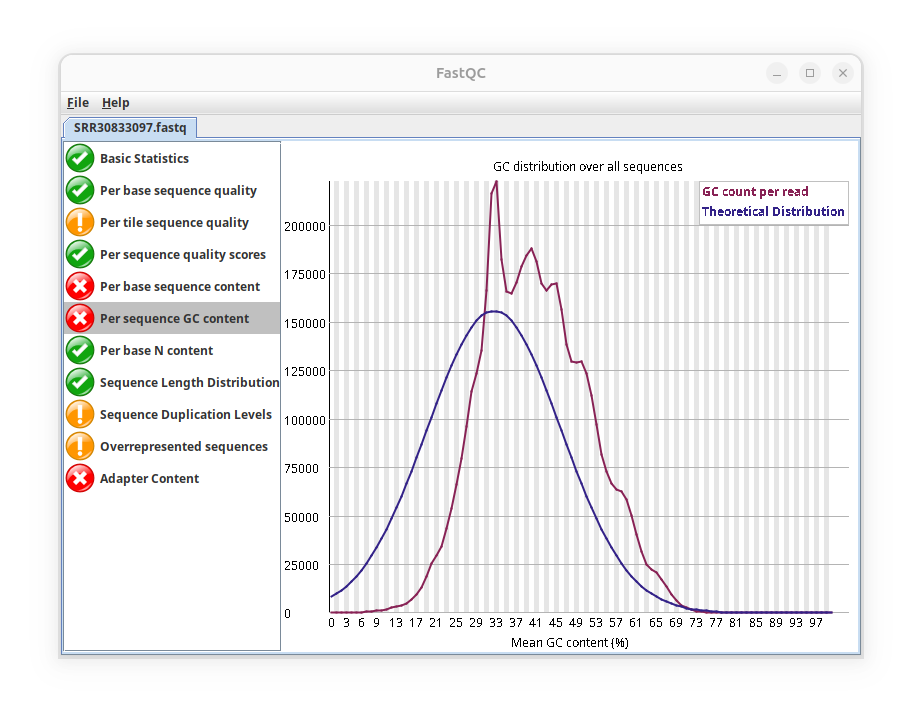 FastQC
File Help
SRR30833097.fastq
Basic Statistics
Per base sequence quality
Per tile sequence quality
Per sequence quality scores
Per base sequence content
Per sequence GC content
Per base N content
Sequence Length Distribution
Sequence Duplication Levels
Overrepresented sequences
Adapter Content
GC distribution over all sequences
GC count per read
Theoretical Distribution
200000
175000
150000
125000
100000
75000
50000
25000
0
0 3 6 9 13 17 21 25 29 33 37 41 45 49 53 57 61 65 69 73 77 81 85 89 93 97
Mean GC content (%)